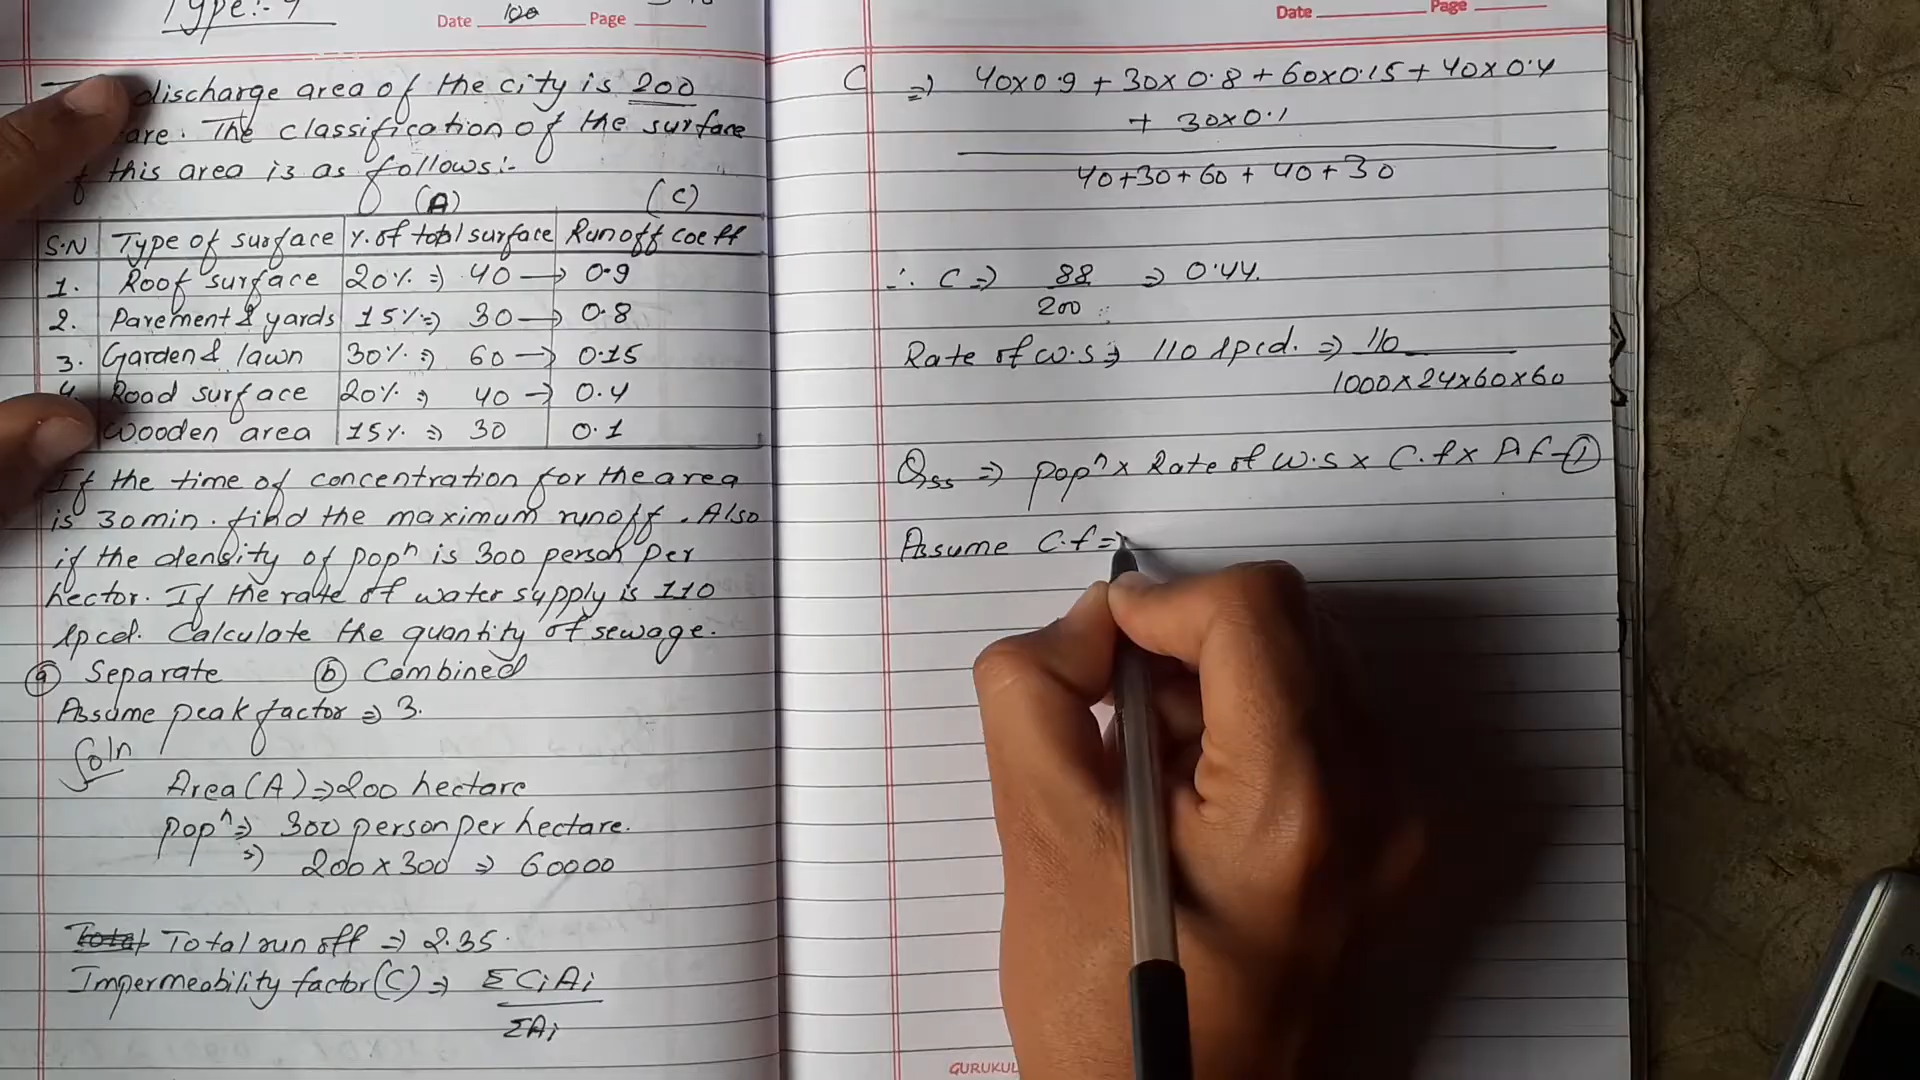 Type:- 4
Date 120 Page
discharge area of the city is 200
are. The classification of the surface
f this area is as follows:-
(A) (C)
S.N Type of surface %. of total surface Runoff coeff
1. Roof surface 20% ⇒ 40 → 0.9
2. Pavement & yards 15% ⇒ 30 → 0.8
3. Garden & lawn 30% ⇒ 60 → 0.15
4. Road surface 20% ⇒ 40 → 0.4
Wooden area 15% ⇒ 30 0.1
If the time of concentration for the area
is 30 min. find the maximum runoff. Also
if the density of popⁿ is 300 person per
hector. If the rate of water supply is 110
lpcd. Calculate the quantity of sewage.
(a) Separate (b) Combined
Assume peak factor ⇒ 3.
Soln
Area (A) ⇒ 200 hectare
popⁿ ⇒ 300 person per hectare.
⇒ 200 x 300 ⇒ 60000
Total Total run off ⇒ 2.35.
Impermeability factor (C) ⇒ ΣCiAi
ΣAi
Date Page
C ⇒ 40x0.9 + 30x0.8 + 60x0.15 + 40x0.4
+ 30x0.1
40+30+60+40+30
∴ C ⇒ 88 ⇒ 0.44.
200
Rate of W.S ⇒ 110 lpcd. ⇒ 110
1000x24x60x60
Qss ⇒ popⁿ x Rate of W.S x C.f x P.f - (1)
Assume C.f ⇒
GURUKUL